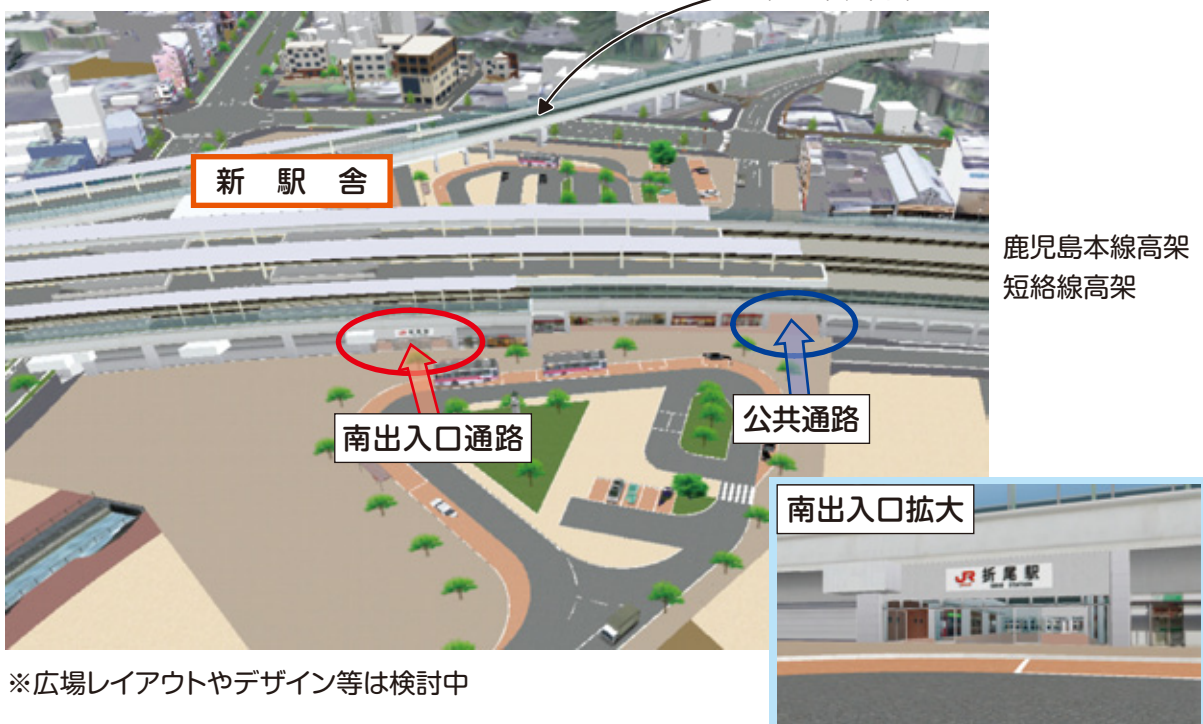 新 駅 舎
鹿児島本線高架
短絡線高架
南出入口通路
公共通路
南出入口拡大
JR 折尾駅
※広場レイアウトやデザイン等は検討中